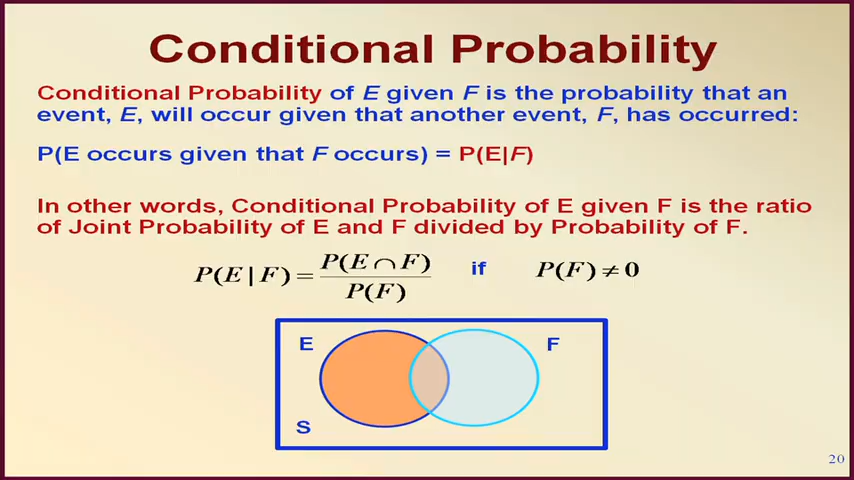 Conditional Probability
Conditional Probability of E given F is the probability that an
event, E, will occur given that another event, F, has occurred:
P(E occurs given that F occurs) = P(E|F)
In other words, Conditional Probability of E given F is the ratio
of Joint Probability of E and F divided by Probability of F.
P(E | F) = P(E ∩ F) / P(F) if P(F) ≠ 0
E F
S
20